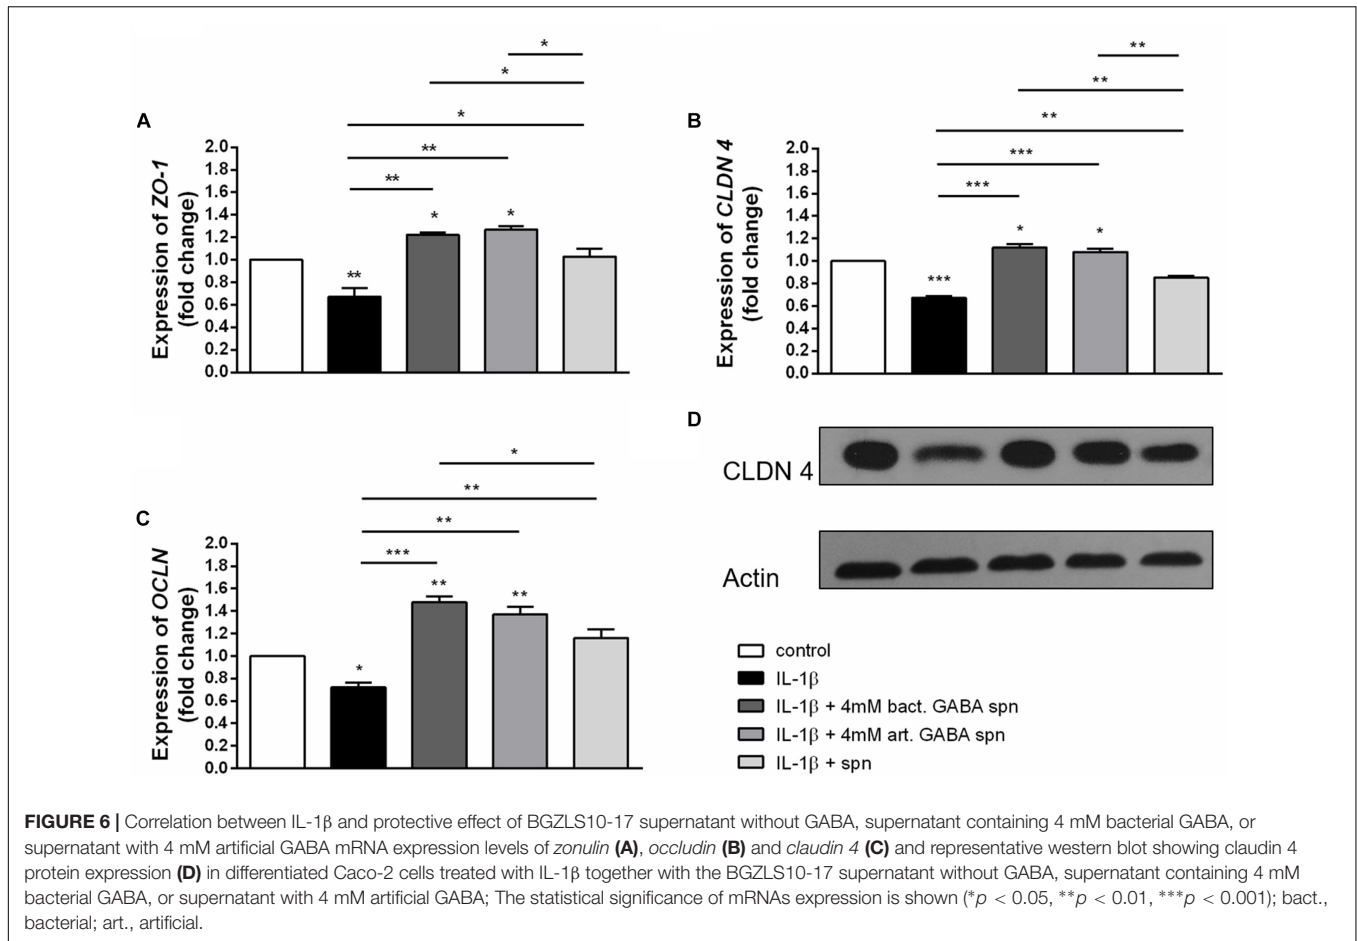 *
*
*
**
**
A
Expression of ZO-1
(fold change)
2.0
1.8
1.6
1.4
1.2
1.0
0.8
0.6
0.4
0.2
0.0
**
*
*
**
**
**
***
***
B
Expression of CLDN 4
(fold change)
2.0
1.8
1.6
1.4
1.2
1.0
0.8
0.6
0.4
0.2
0.0
***
*
*
*
**
**
***
C
Expression of OCLN
(fold change)
2.0
1.8
1.6
1.4
1.2
1.0
0.8
0.6
0.4
0.2
0.0
*
**
**
D
CLDN 4
Actin
control
IL-1β
IL-1β + 4mM bact. GABA spn
IL-1β + 4mM art. GABA spn
IL-1β + spn
FIGURE 6 | Correlation between IL-1β and protective effect of BGZLS10-17 supernatant without GABA, supernatant containing 4 mM bacterial GABA, or
supernatant with 4 mM artificial GABA mRNA expression levels of zonulin (A), occludin (B) and claudin 4 (C) and representative western blot showing claudin 4
protein expression (D) in differentiated Caco-2 cells treated with IL-1β together with the BGZLS10-17 supernatant without GABA, supernatant containing 4 mM
bacterial GABA, or supernatant with 4 mM artificial GABA; The statistical significance of mRNAs expression is shown (*p < 0.05, **p < 0.01, ***p < 0.001); bact.,
bacterial; art., artificial.